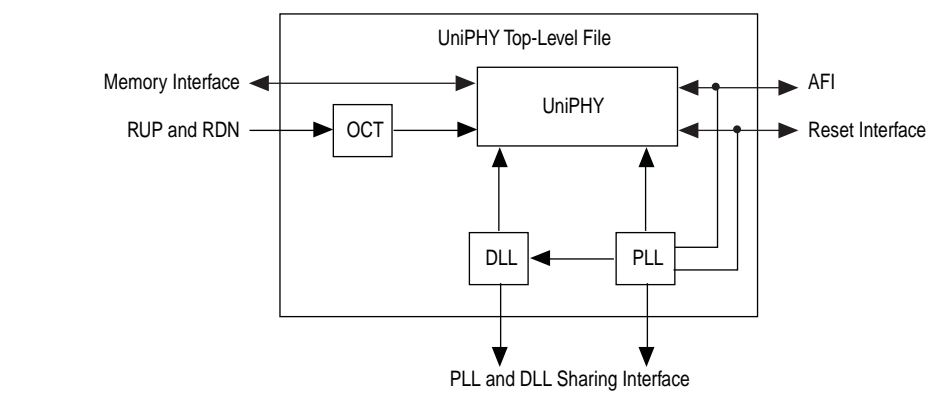 UniPHY Top-Level File
Memory Interface
UniPHY
AFI
RUP and RDN
OCT
Reset Interface
DLL
PLL
PLL and DLL Sharing Interface